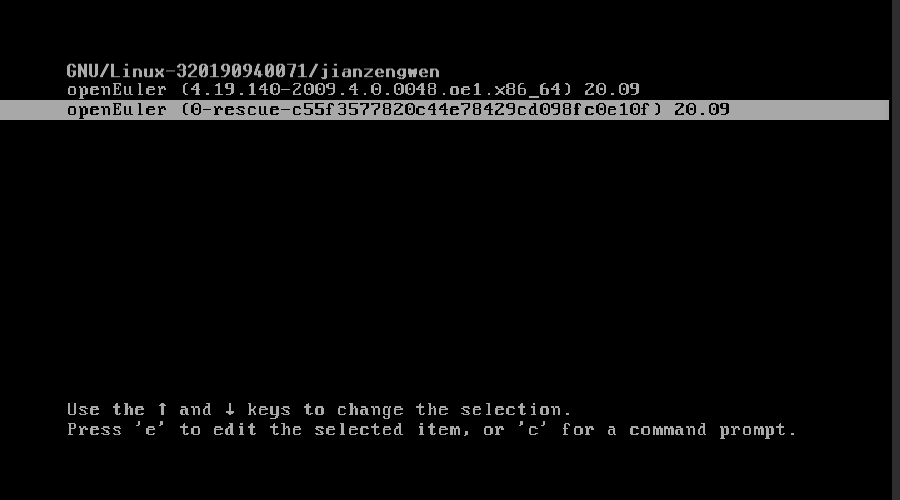 GNU/Linux-320190940071/jianzengwen
openEuler (4.19.140-2009.4.0.0048.oe1.x86_64) 20.09
openEuler (0-rescue-c55f3577820c44e78429cd098fc0e10f) 20.09
Use the ↑ and ↓ keys to change the selection.
Press 'e' to edit the selected item, or 'c' for a command prompt.